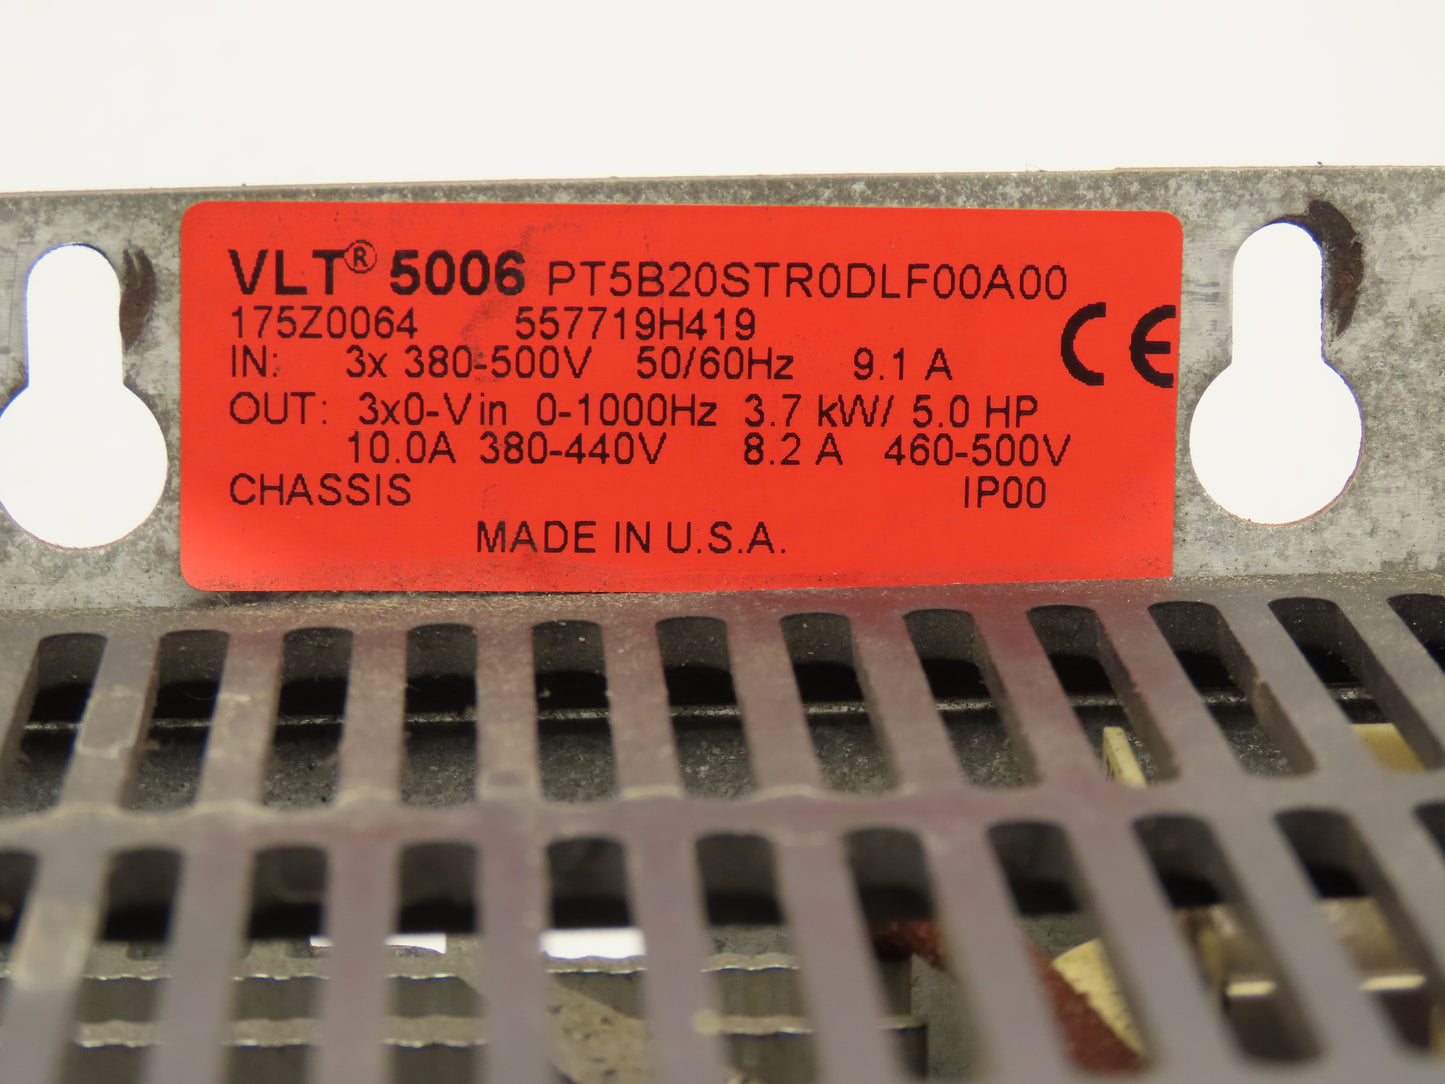 VLT® 5006 PT5B20STR0DLF00A00
175Z0064 557719H419
IN: 3x 380-500V 50/60Hz 9.1 A
OUT: 3x0-Vin 0-1000Hz 3.7 kW/ 5.0 HP
10.0A 380-440V 8.2 A 460-500V
CHASSIS IP00
MADE IN U.S.A.
CE